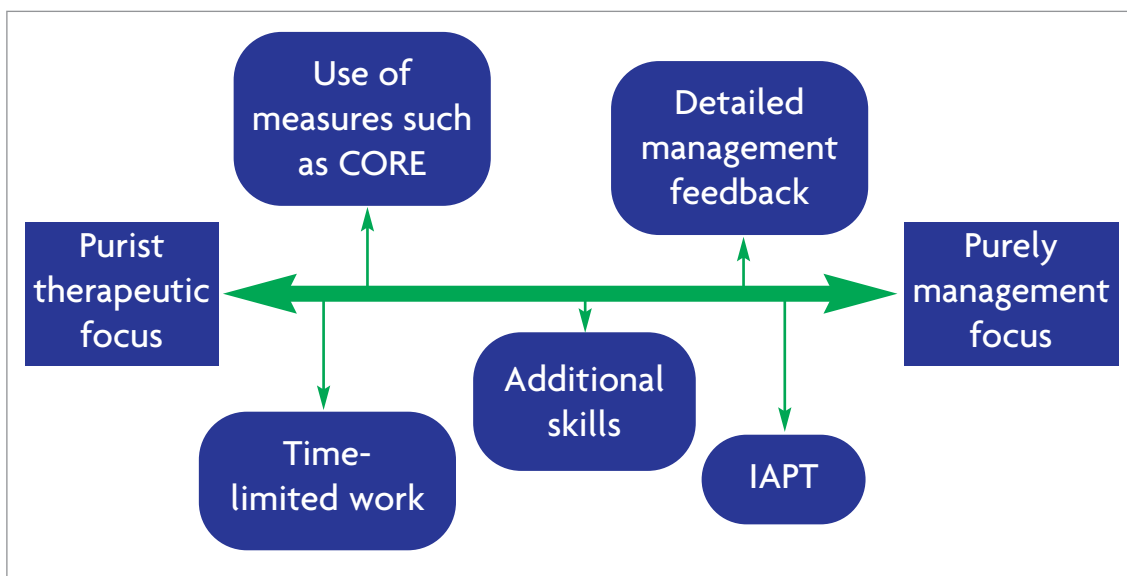 Use of
measures such
as CORE
Detailed
management
feedback
Purist
therapeutic
focus
Purely
management
focus
Additional
skills
Time-
limited work
IAPT